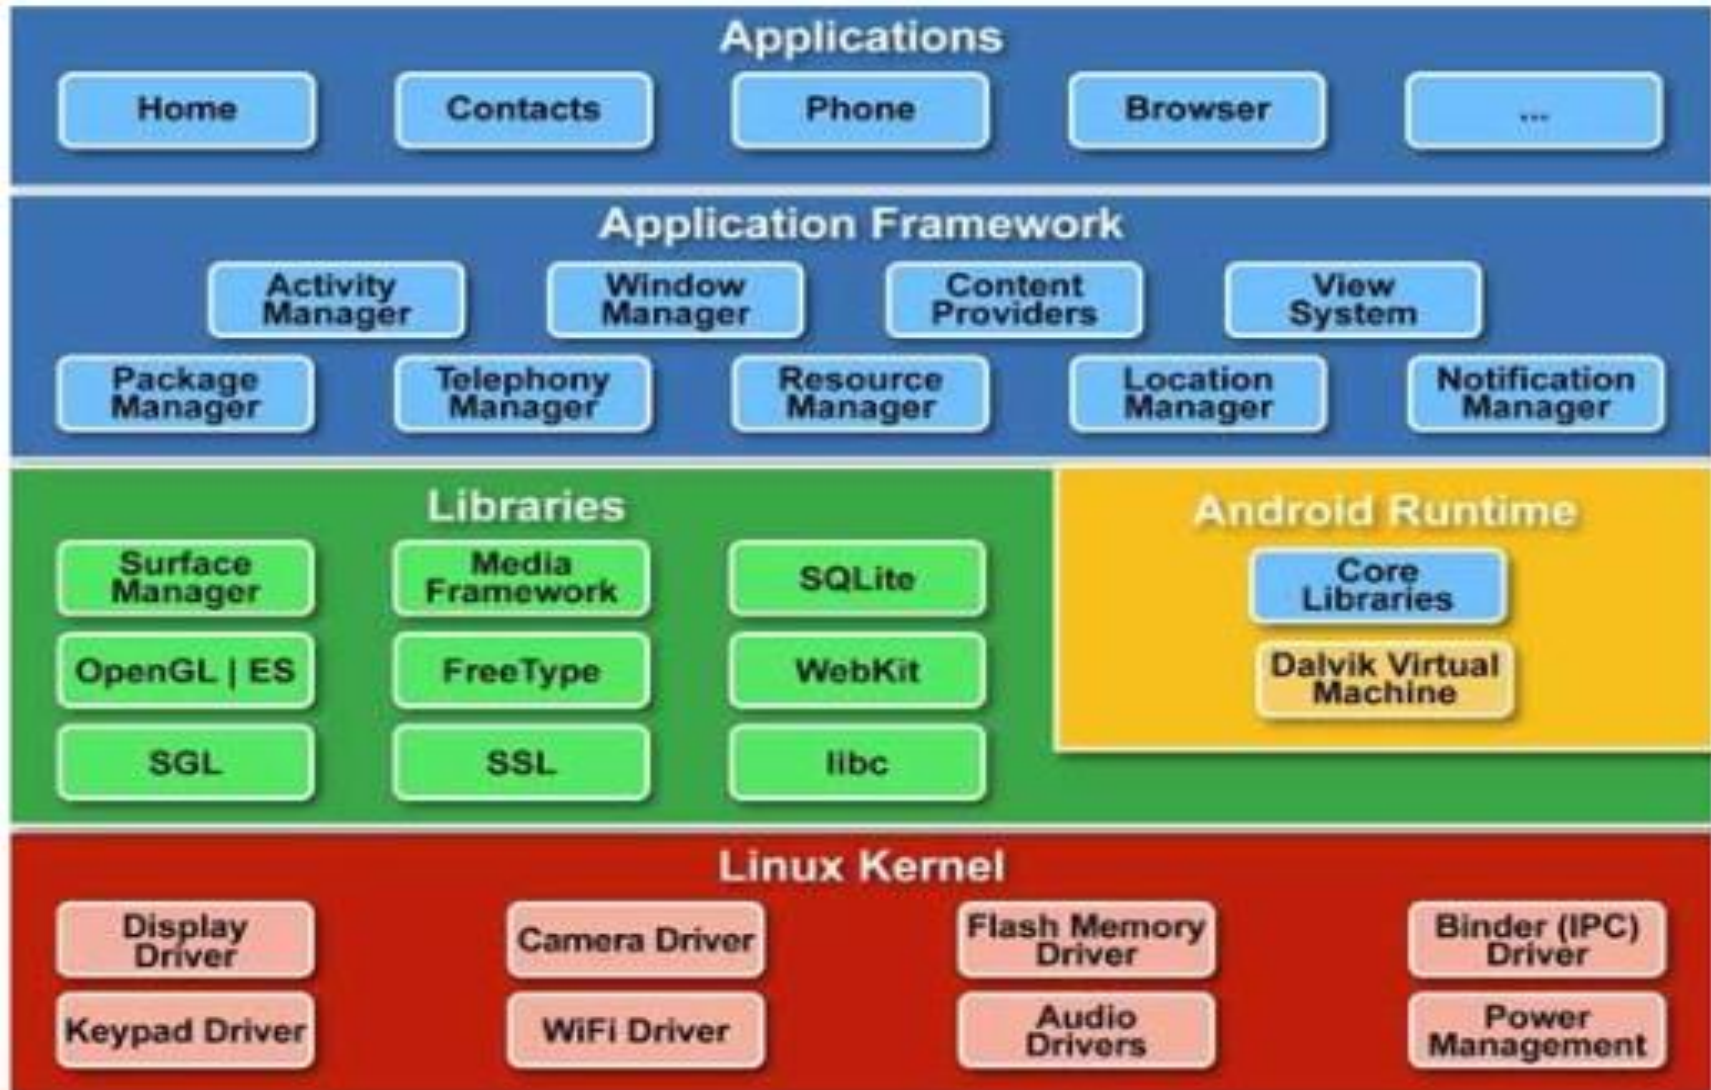 Applications
Home
Contacts
Phone
Browser
...
Application Framework
Activity
Manager
Window
Manager
Content
Providers
View
System
Package
Manager
Telephony
Manager
Resource
Manager
Location
Manager
Notification
Manager
Libraries
Surface
Manager
Media
Framework
SQLite
OpenGL | ES
FreeType
WebKit
SGL
SSL
libc
Android Runtime
Core
Libraries
Dalvik Virtual
Machine
Linux Kernel
Display
Driver
Camera Driver
Flash Memory
Driver
Binder (IPC)
Driver
Keypad Driver
WiFi Driver
Audio
Drivers
Power
Management